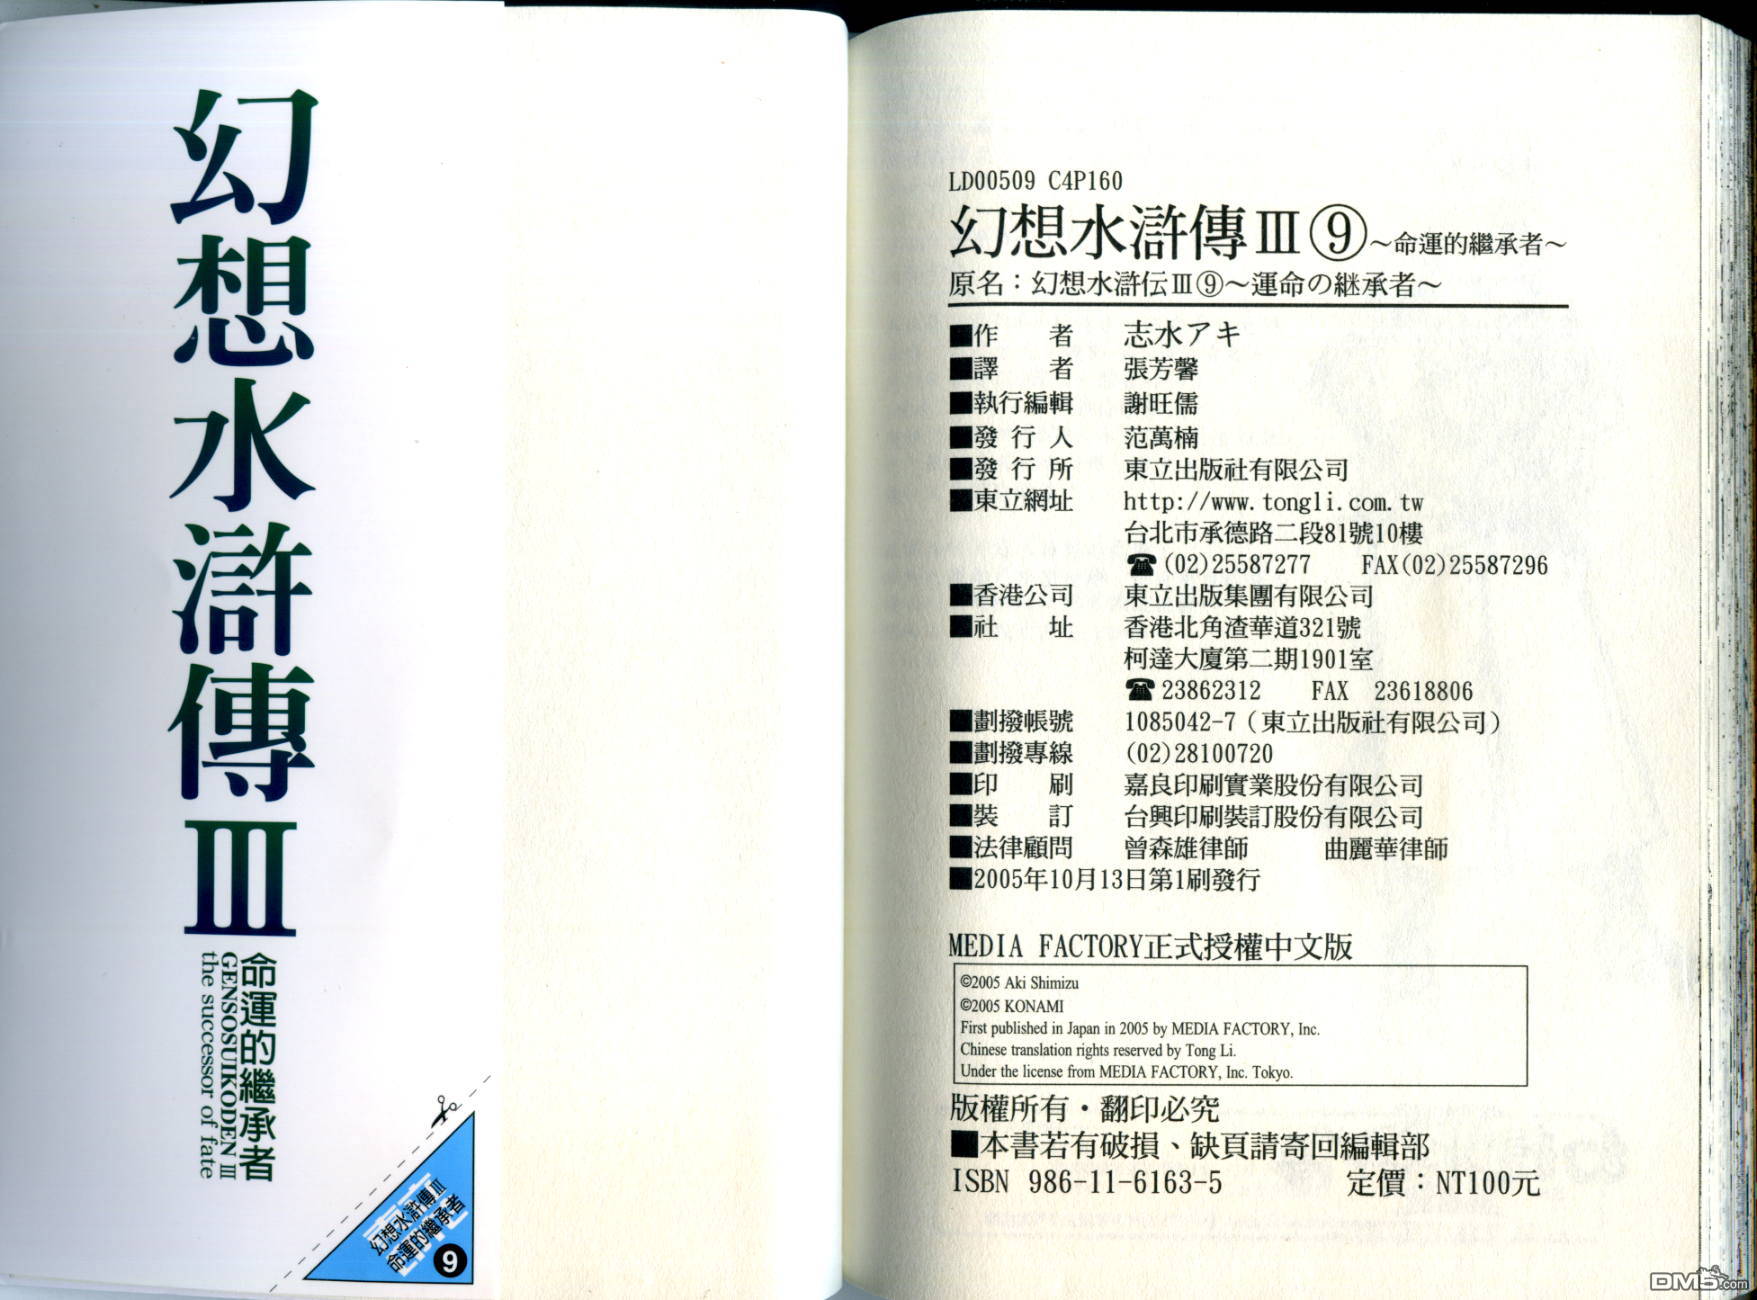 幻想水滸傳Ⅲ
命運的繼承者
GENSOSUIKODEN Ⅲ
the successor of fate
幻想水滸傳Ⅲ
命運的繼承者
9
LD00509 C4P160
幻想水滸傳Ⅲ⑨～命運的繼承者～
原名：幻想水滸伝Ⅲ⑨～運命の継承者～
■作　者 志水アキ
■譯　者 張芳馨
■執行編輯 謝旺儒
■發行人 范萬楠
■發行所 東立出版社有限公司
■東立網址 http://www.tongli.com.tw
台北市承德路二段81號10樓
☎(02)25587277 FAX(02)25587296
■香港公司 東立出版集團有限公司
■社　址 香港北角渣華道321號
柯達大廈第二期1901室
☎23862312 FAX 23618806
■劃撥帳號 1085042-7（東立出版社有限公司）
■劃撥專線 (02)28100720
■印　刷 嘉良印刷實業股份有限公司
■裝　訂 台興印刷裝訂股份有限公司
■法律顧問 曾森雄律師 曲麗華律師
■2005年10月13日第1刷發行
MEDIA FACTORY正式授權中文版
©2005 Aki Shimizu
©2005 KONAMI
First published in Japan in 2005 by MEDIA FACTORY, Inc.
Chinese translation rights reserved by Tong Li.
Under the license from MEDIA FACTORY, Inc. Tokyo.
版權所有・翻印必究
■本書若有破損、缺頁請寄回編輯部
ISBN 986-11-6163-5 定價：NT100元
DM5.com